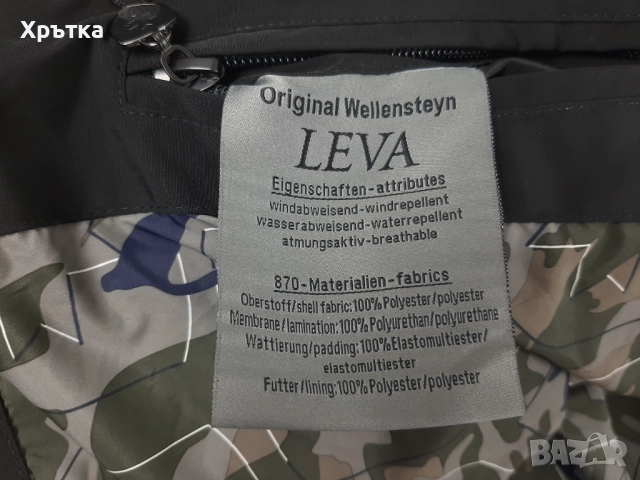 Хрътка
Original Wellensteyn
LEVA
Eigenschaften-attributes
windabweisend-windrepellent
wasserabweisend-waterrepellent
atmungsaktiv-breathable
870-Materialien-fabrics
Oberstoff/shell fabric:100% Polyester/polyester
Membrane/lamination:100% Polyurethan/polyurethane
Wattierung/padding:100% Elastomultiester/
elastomultiester
Futter/lining:100% Polyester/polyester
BAZAR